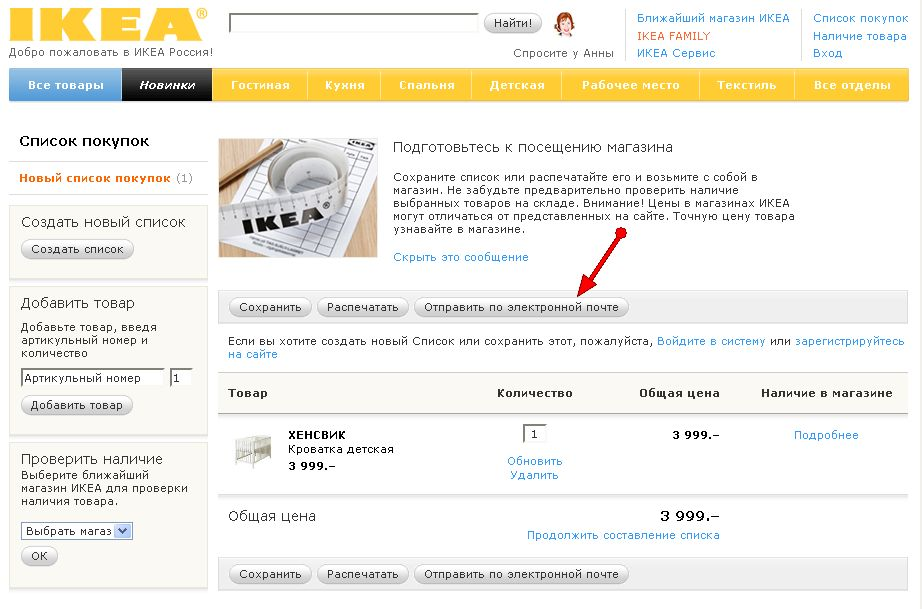 IKEA®
Найти!
Добро пожаловать в ИКЕА Россия!
Спросите у Анны
Ближайший магазин ИКЕА
IKEA FAMILY
ИКЕА Сервис
Список покупок
Наличие товара
Вход
Все товары
Новинки
Гостиная
Кухня
Спальня
Детская
Рабочее место
Текстиль
Все отделы
Список покупок
Новый список покупок (1)
Создать новый список
Создать список
Добавить товар
Добавьте товар, введя
артикульный номер и
количество
Артикульный номер
1
Добавить товар
Проверить наличие
Выберите ближайший
магазин ИКЕА для проверки
наличия товара.
Выбрать магаз
OK
IKEA
IKEA®
Подготовьтесь к посещению магазина
Сохраните список или распечатайте его и возьмите с собой в
магазин. Не забудьте предварительно проверить наличие
выбранных товаров на складе. Внимание! Цены в магазинах ИКЕА
могут отличаться от представленных на сайте. Точную цену товара
узнавайте в магазине.
Скрыть это сообщение
Сохранить
Распечатать
Отправить по электронной почте
Если вы хотите создать новый Список или сохранить этот, пожалуйста, Войдите в систему или зарегистрируйтесь
на сайте
Товар
Количество
Общая цена
Наличие в магазине
ХЕНСВИК
Кроватка детская
3 999.–
1
Обновить
Удалить
3 999.–
Подробнее
Общая цена
3 999.–
Продолжить составление списка
Сохранить
Распечатать
Отправить по электронной почте